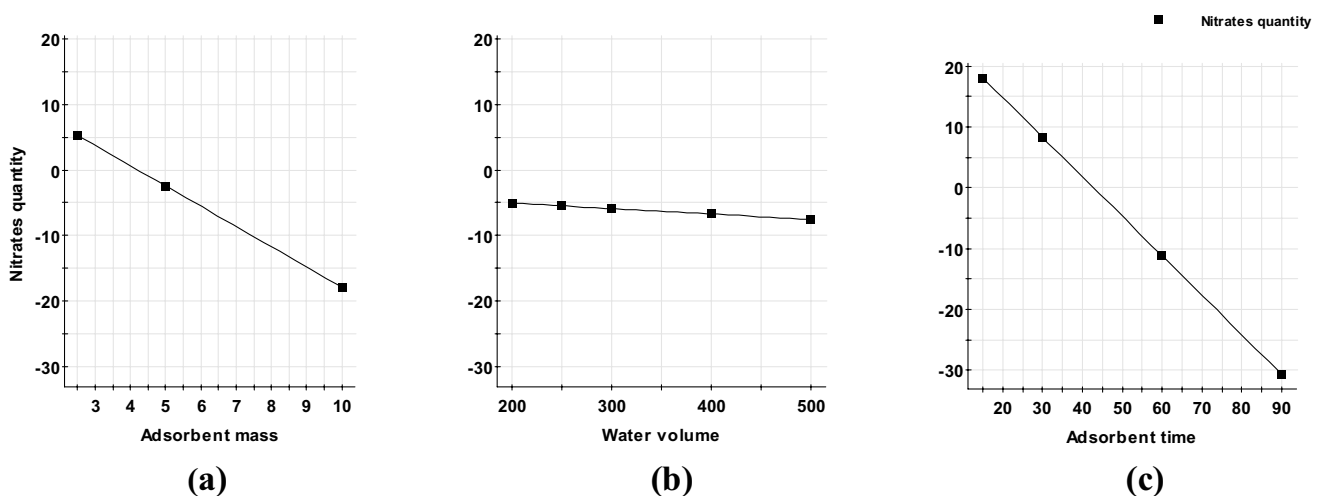 Nitrates quantity
20
10
0
-10
-20
-30
Nitrates quantity
3 4 5 6 7 8 9 10
Adsorbent mass
(a)
20
10
0
-10
-20
-30
200 300 400 500
Water volume
(b)
20
10
0
-10
-20
-30
20 30 40 50 60 70 80 90
Adsorbent time
(c)